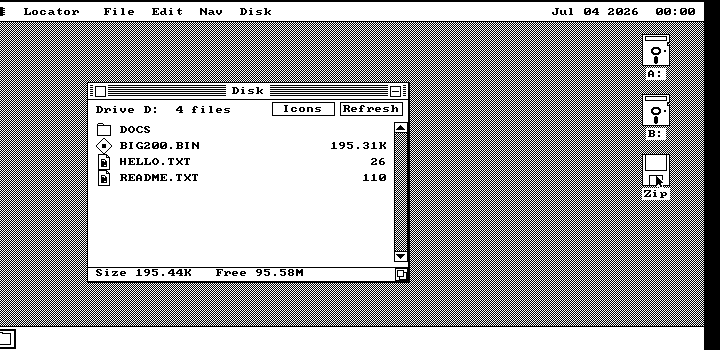 Locator File Edit Nav Disk Jul 04 2026 00:00
Disk
Drive D: 4 files Icons Refresh
DOCS
BIG200.BIN 195.31K
HELLO.TXT 26
README.TXT 110
Size 195.44K Free 95.58M
A:
B:
Zip